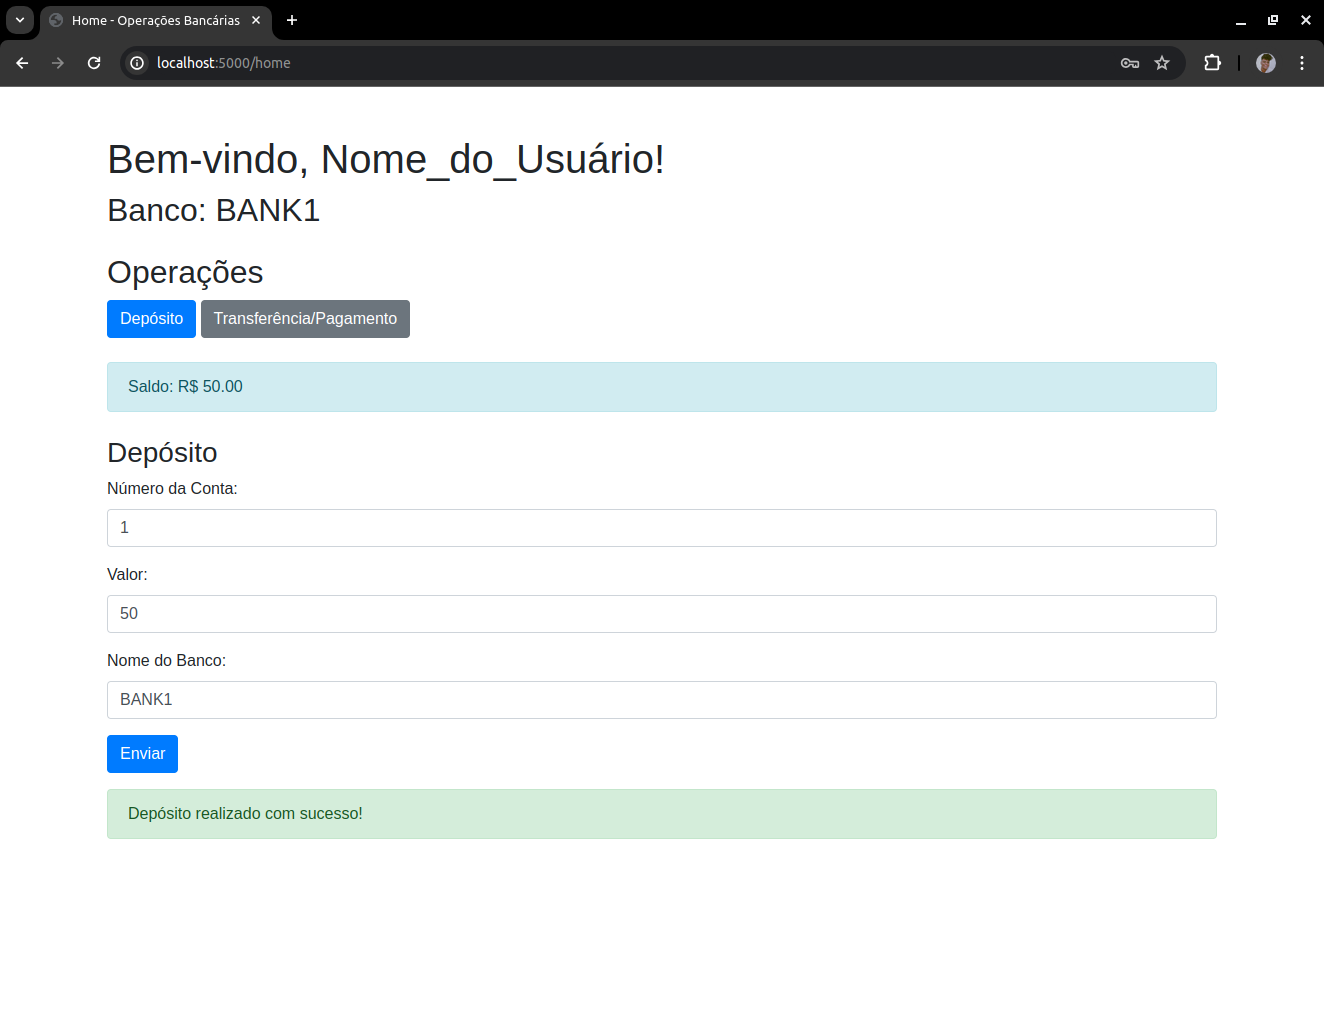 Home - Operações Bancárias
localhost:5000/home
Bem-vindo, Nome_do_Usuário!
Banco: BANK1
Operações
Depósito Transferência/Pagamento
Saldo: R$ 50.00
Depósito
Número da Conta:
1
Valor:
50
Nome do Banco:
BANK1
Enviar
Depósito realizado com sucesso!